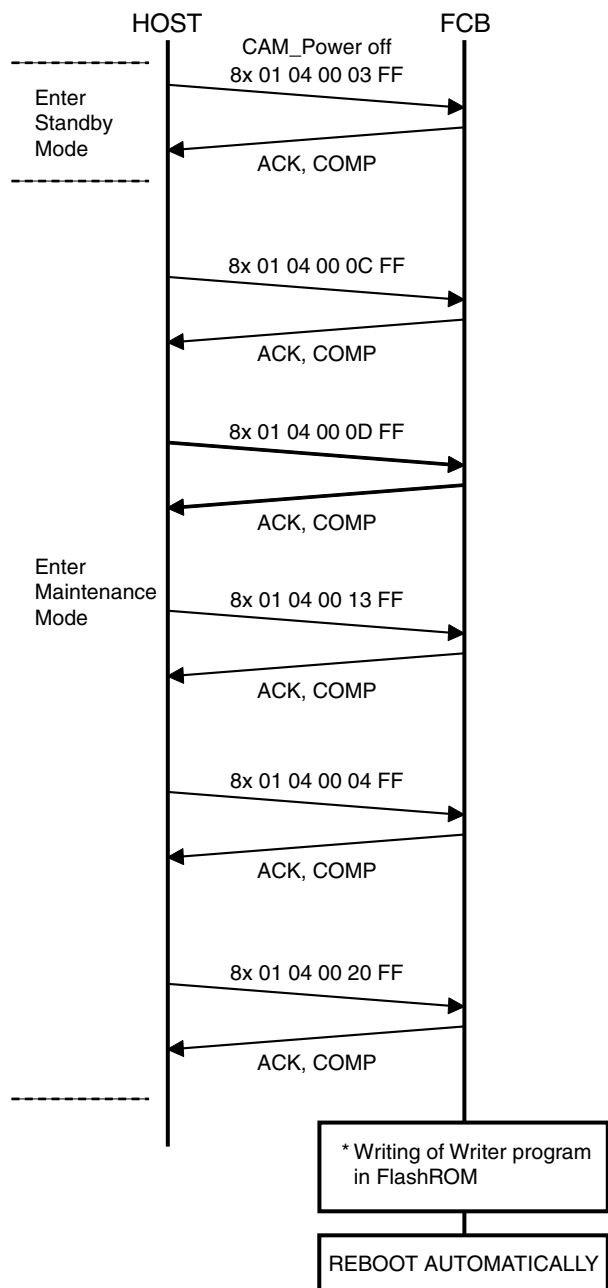 HOST
FCB
CAM_Power off
8x 01 04 00 03 FF
Enter
Standby
Mode
ACK, COMP
8x 01 04 00 0C FF
ACK, COMP
8x 01 04 00 0D FF
ACK, COMP
Enter
Maintenance
Mode
8x 01 04 00 13 FF
ACK, COMP
8x 01 04 00 04 FF
ACK, COMP
8x 01 04 00 20 FF
ACK, COMP
* Writing of Writer program
in FlashROM
REBOOT AUTOMATICALLY